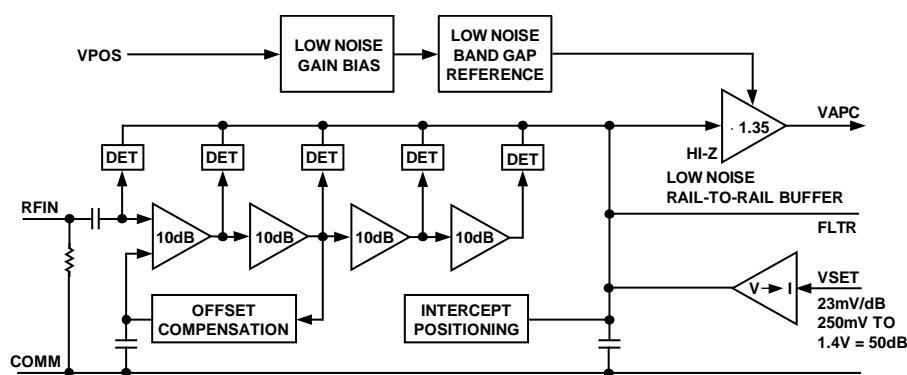 VPOS
LOW NOISE
GAIN BIAS
LOW NOISE
BAND GAP
REFERENCE
· 1.35
VAPC
HI-Z
LOW NOISE
RAIL-TO-RAIL BUFFER
DET
DET
DET
DET
DET
RFIN
10dB
10dB
10dB
10dB
FLTR
OFFSET
COMPENSATION
INTERCEPT
POSITIONING
V
I
VSET
23mV/dB
250mV TO
1.4V = 50dB
COMM